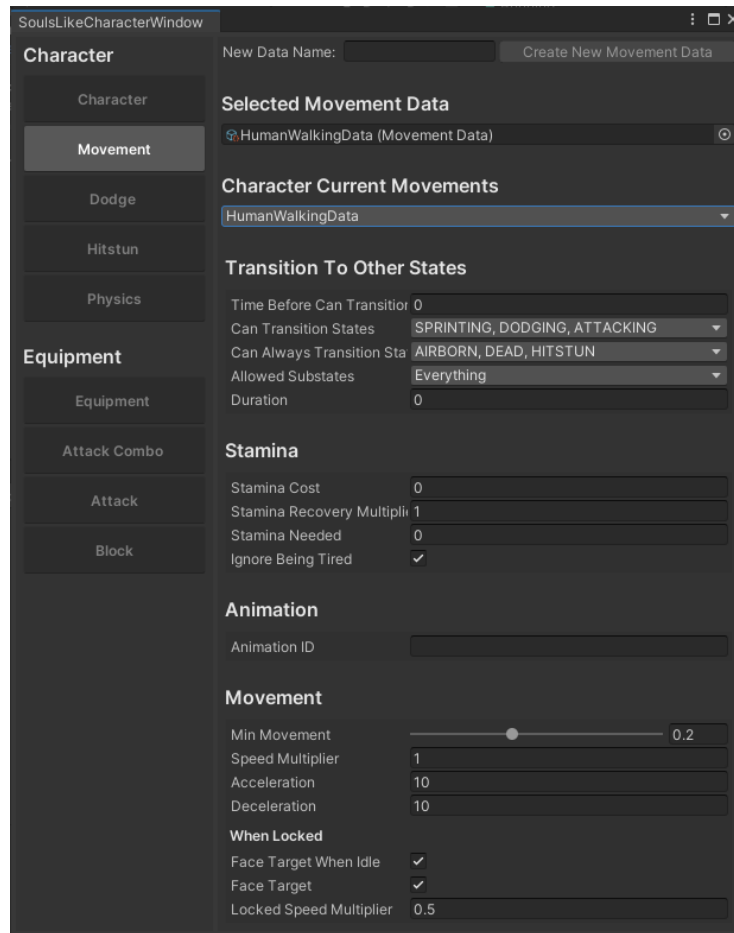 SoulsLikeCharacterWindow
Character
Character
Movement
Dodge
Hitstun
Physics
Equipment
Equipment
Attack Combo
Attack
Block
New Data Name:
Create New Movement Data
Selected Movement Data
HumanWalkingData (Movement Data)
Character Current Movements
HumanWalkingData
Transition To Other States
Time Before Can Transition 0
Can Transition States SPRINTING, DODGING, ATTACKING
Can Always Transition Sta AIRBORN, DEAD, HITSTUN
Allowed Substates Everything
Duration 0
Stamina
Stamina Cost 0
Stamina Recovery Multiplie 1
Stamina Needed 0
Ignore Being Tired
Animation
Animation ID
Movement
Min Movement 0.2
Speed Multiplier 1
Acceleration 10
Deceleration 10
When Locked
Face Target When Idle
Face Target
Locked Speed Multiplier 0.5